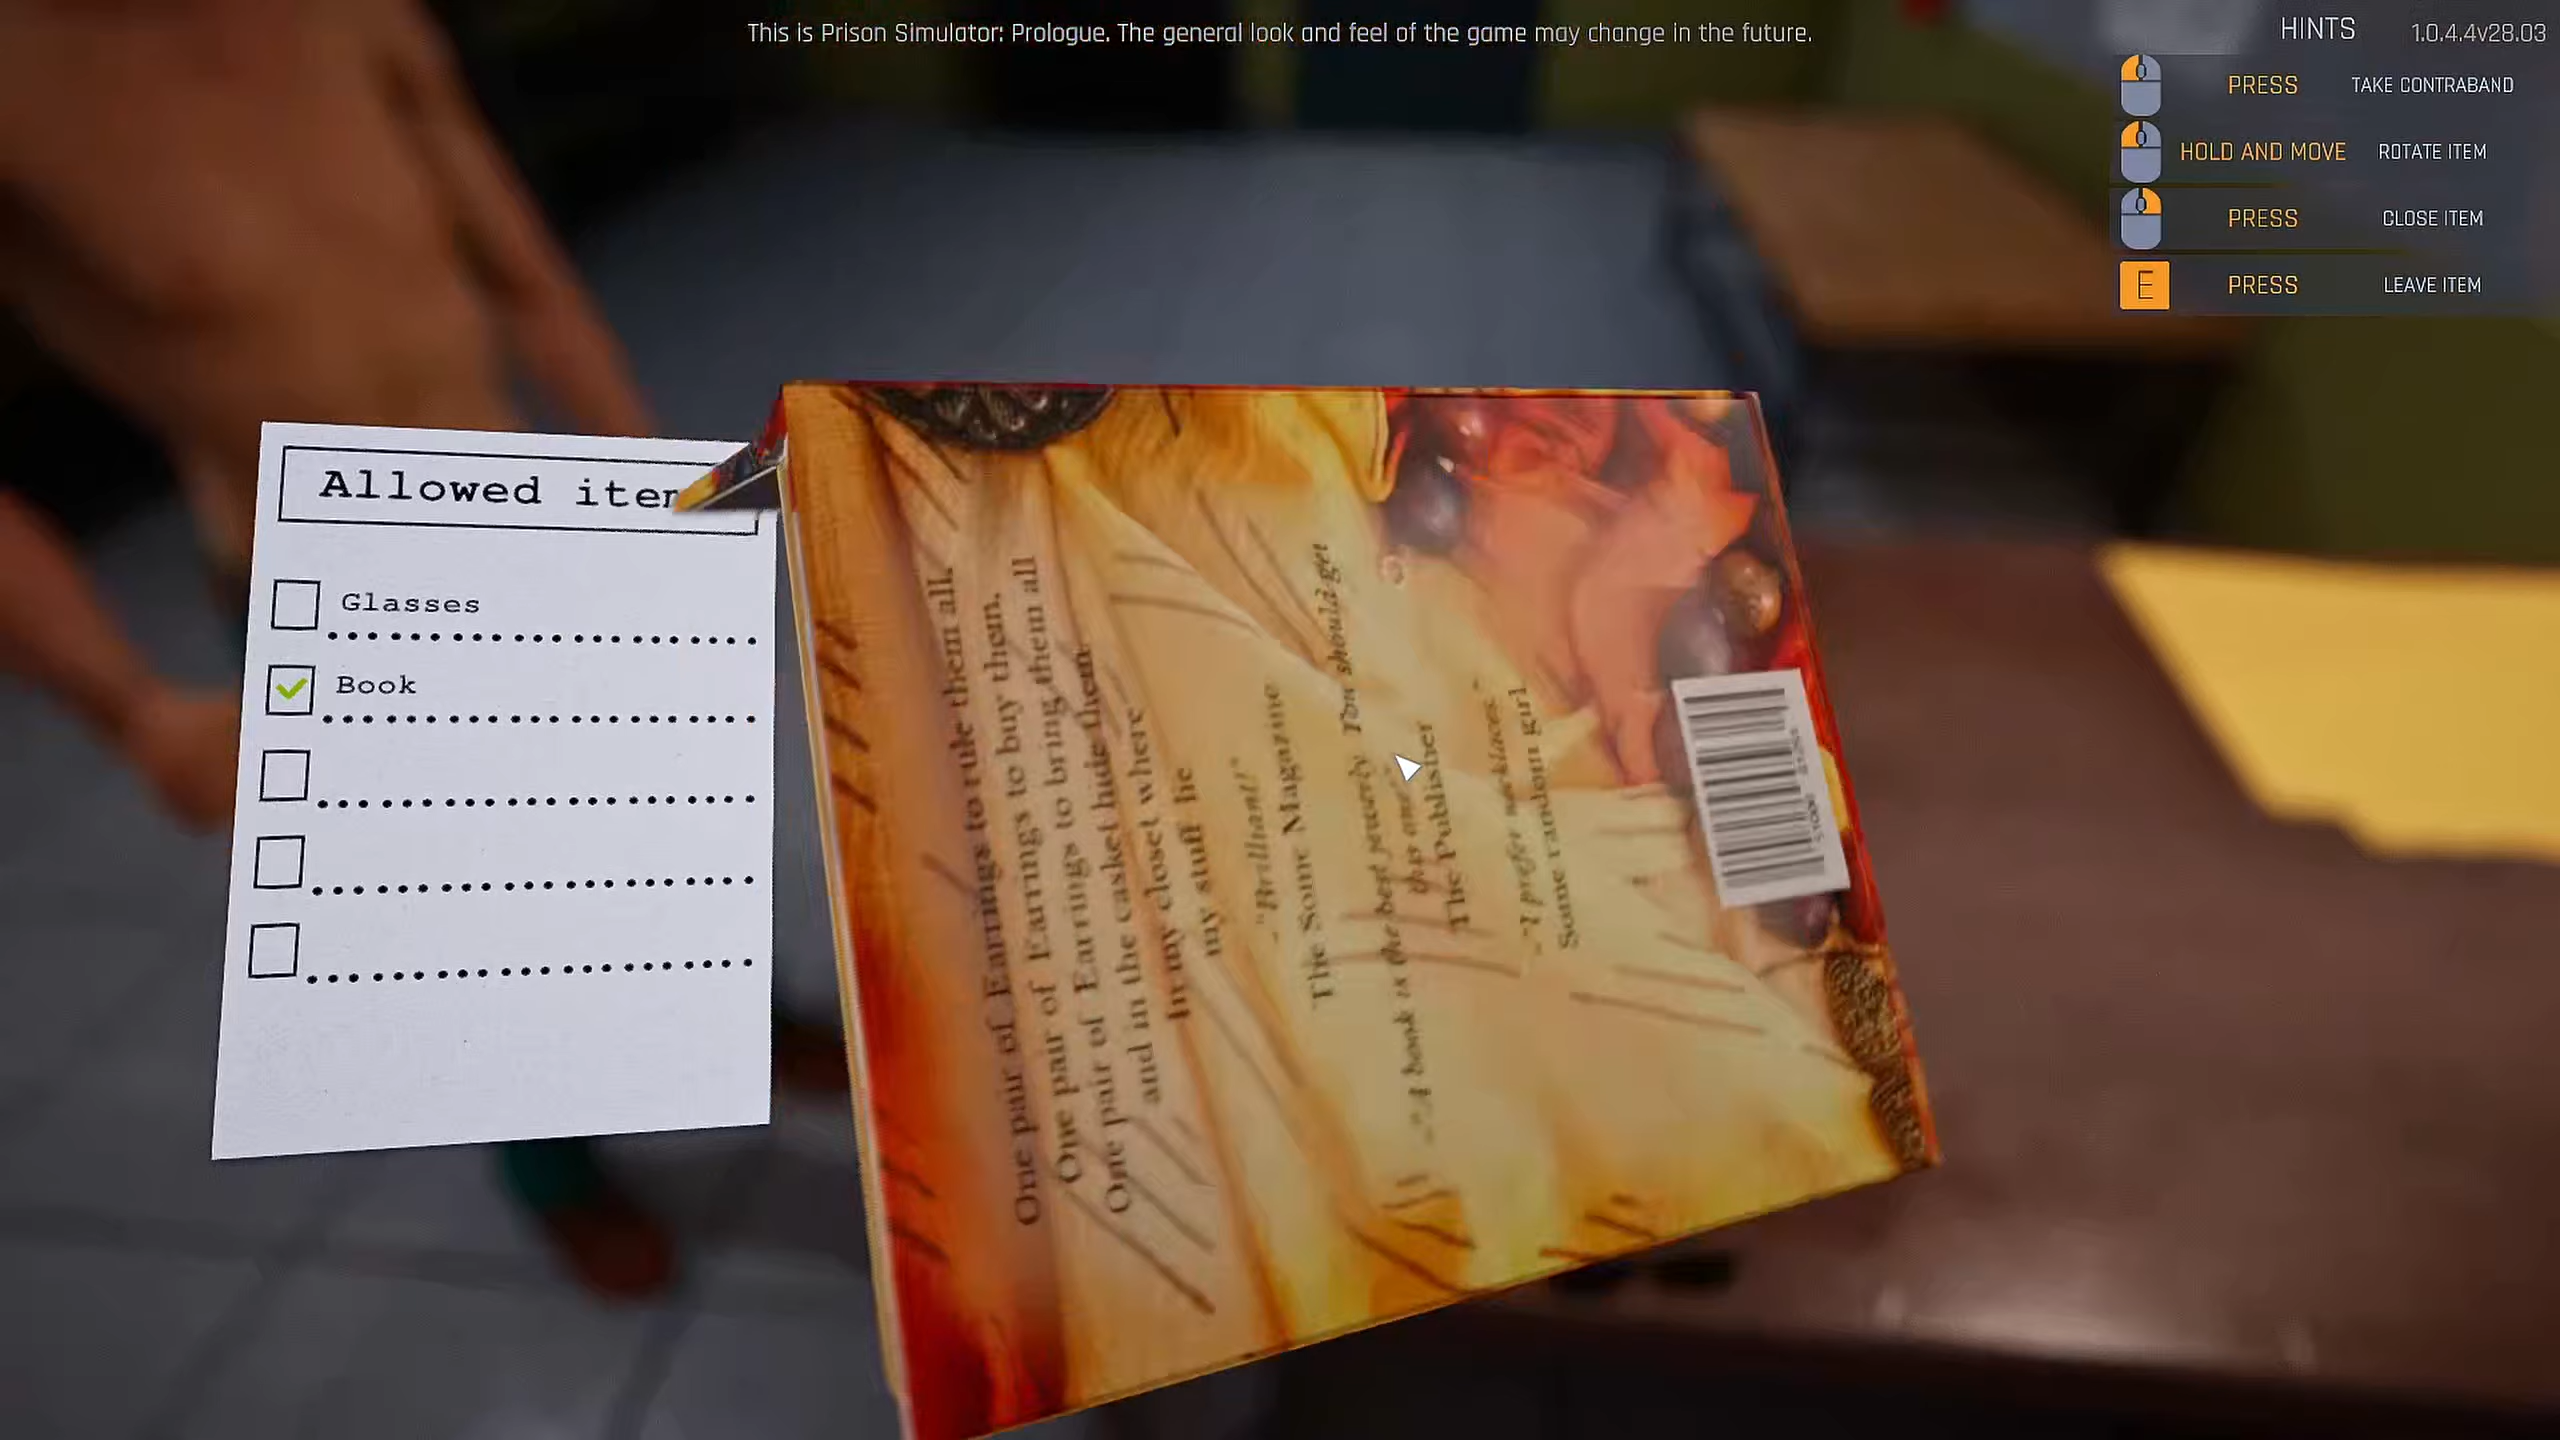 This is Prison Simulator: Prologue. The general look and feel of the game may change in the future.
HINTS
1.0.4.4v28.03
PRESS TAKE CONTRABAND
HOLD AND MOVE ROTATE ITEM
PRESS CLOSE ITEM
E PRESS LEAVE ITEM
Allowed item
Glasses
Book
One pair of Earrings to rule them all.
One pair of Earrings to buy them.
One pair of Earrings to bring them all
and in the casket hide them
In my closet where
my stuff lie
-"Brilliant!"
The Some Magazine
-"A book is the best jewerly. You should get
this one"
The Publisher
-"I prefer necklaces"
Some random girl